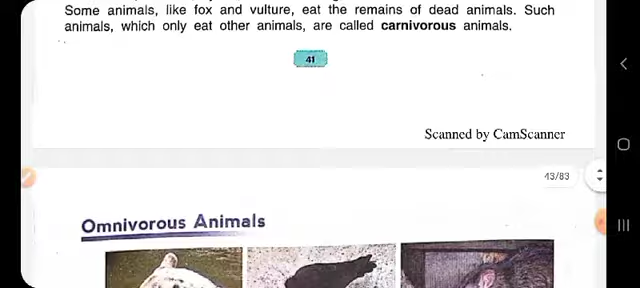 Some animals, like fox and vulture, eat the remains of dead animals. Such
animals, which only eat other animals, are called carnivorous animals.
41
Scanned by CamScanner
43/83
Omnivorous Animals